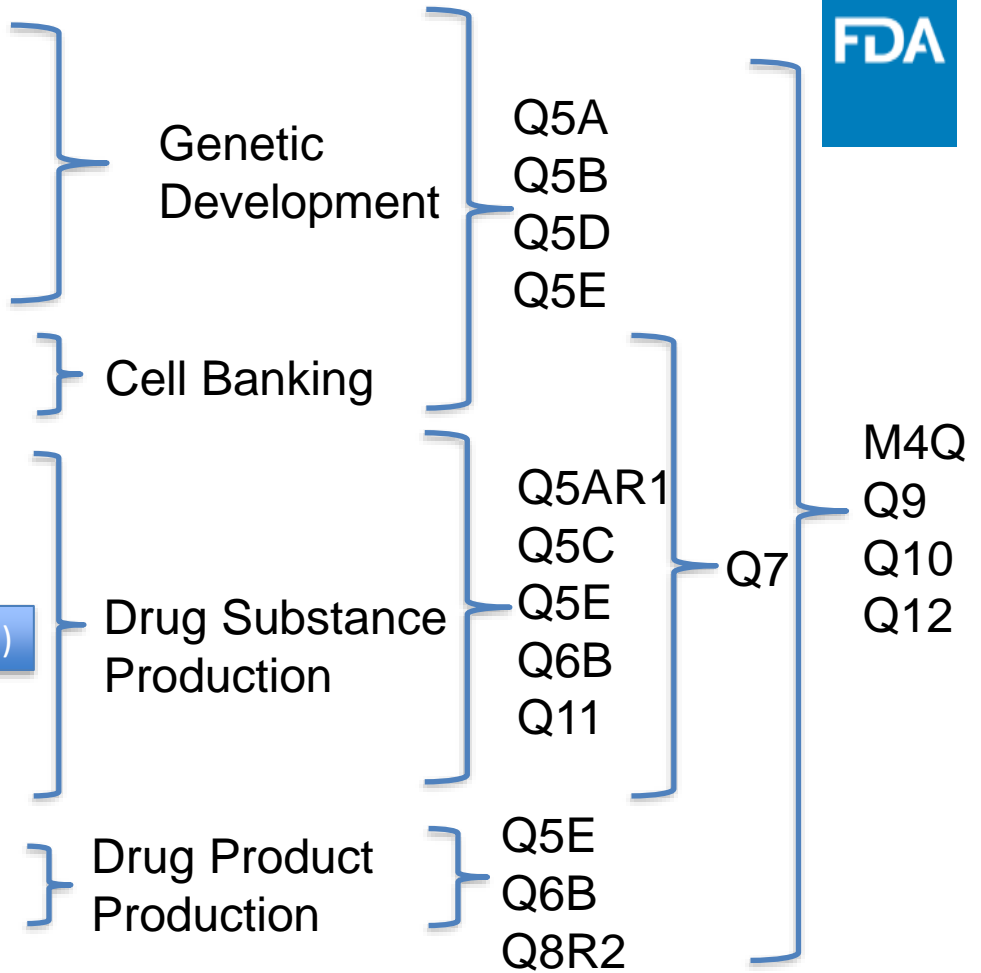 FDA
Genetic
Development
Q5A
Q5B
Q5D
Q5E
Cell Banking
Drug Substance
Production
Q5AR1
Q5C
Q5E
Q6B
Q11
Q7
M4Q
Q9
Q10
Q12
)
Drug Product
Production
Q5E
Q6B
Q8R2